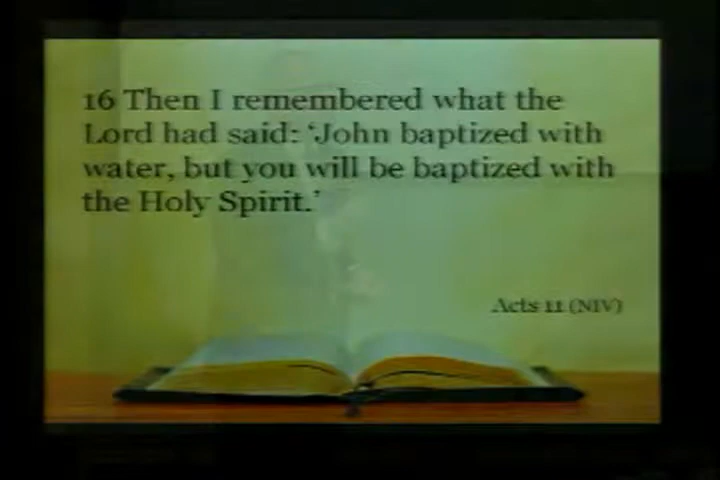 16 Then I remembered what the
Lord had said: ‘John baptized with
water, but you will be baptized with
the Holy Spirit.’
Acts 11 (NIV)